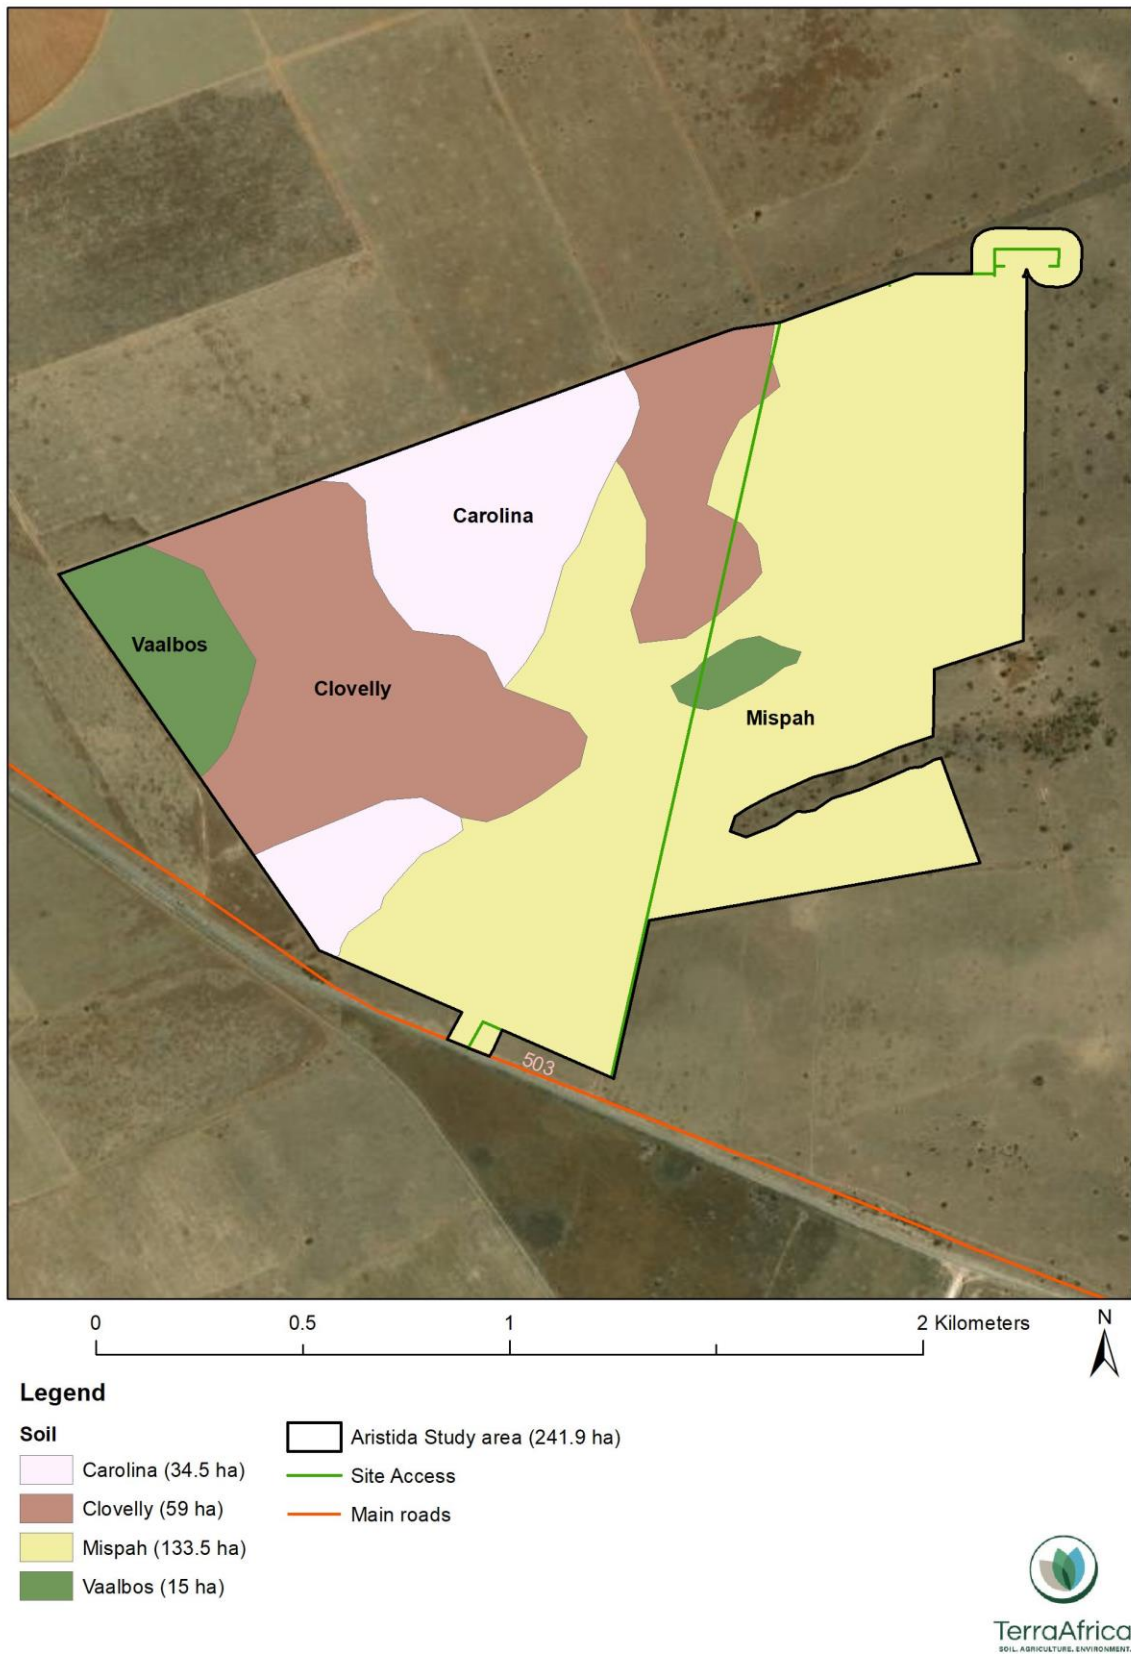 Carolina
Vaalbos
Clovelly
Mispah
503
0 0.5 1 2 Kilometers
N
Legend
Soil
Carolina (34.5 ha)
Clovelly (59 ha)
Mispah (133.5 ha)
Vaalbos (15 ha)
Aristida Study area (241.9 ha)
Site Access
Main roads
TerraAfrica
SOIL. AGRICULTURE. ENVIRONMENT.